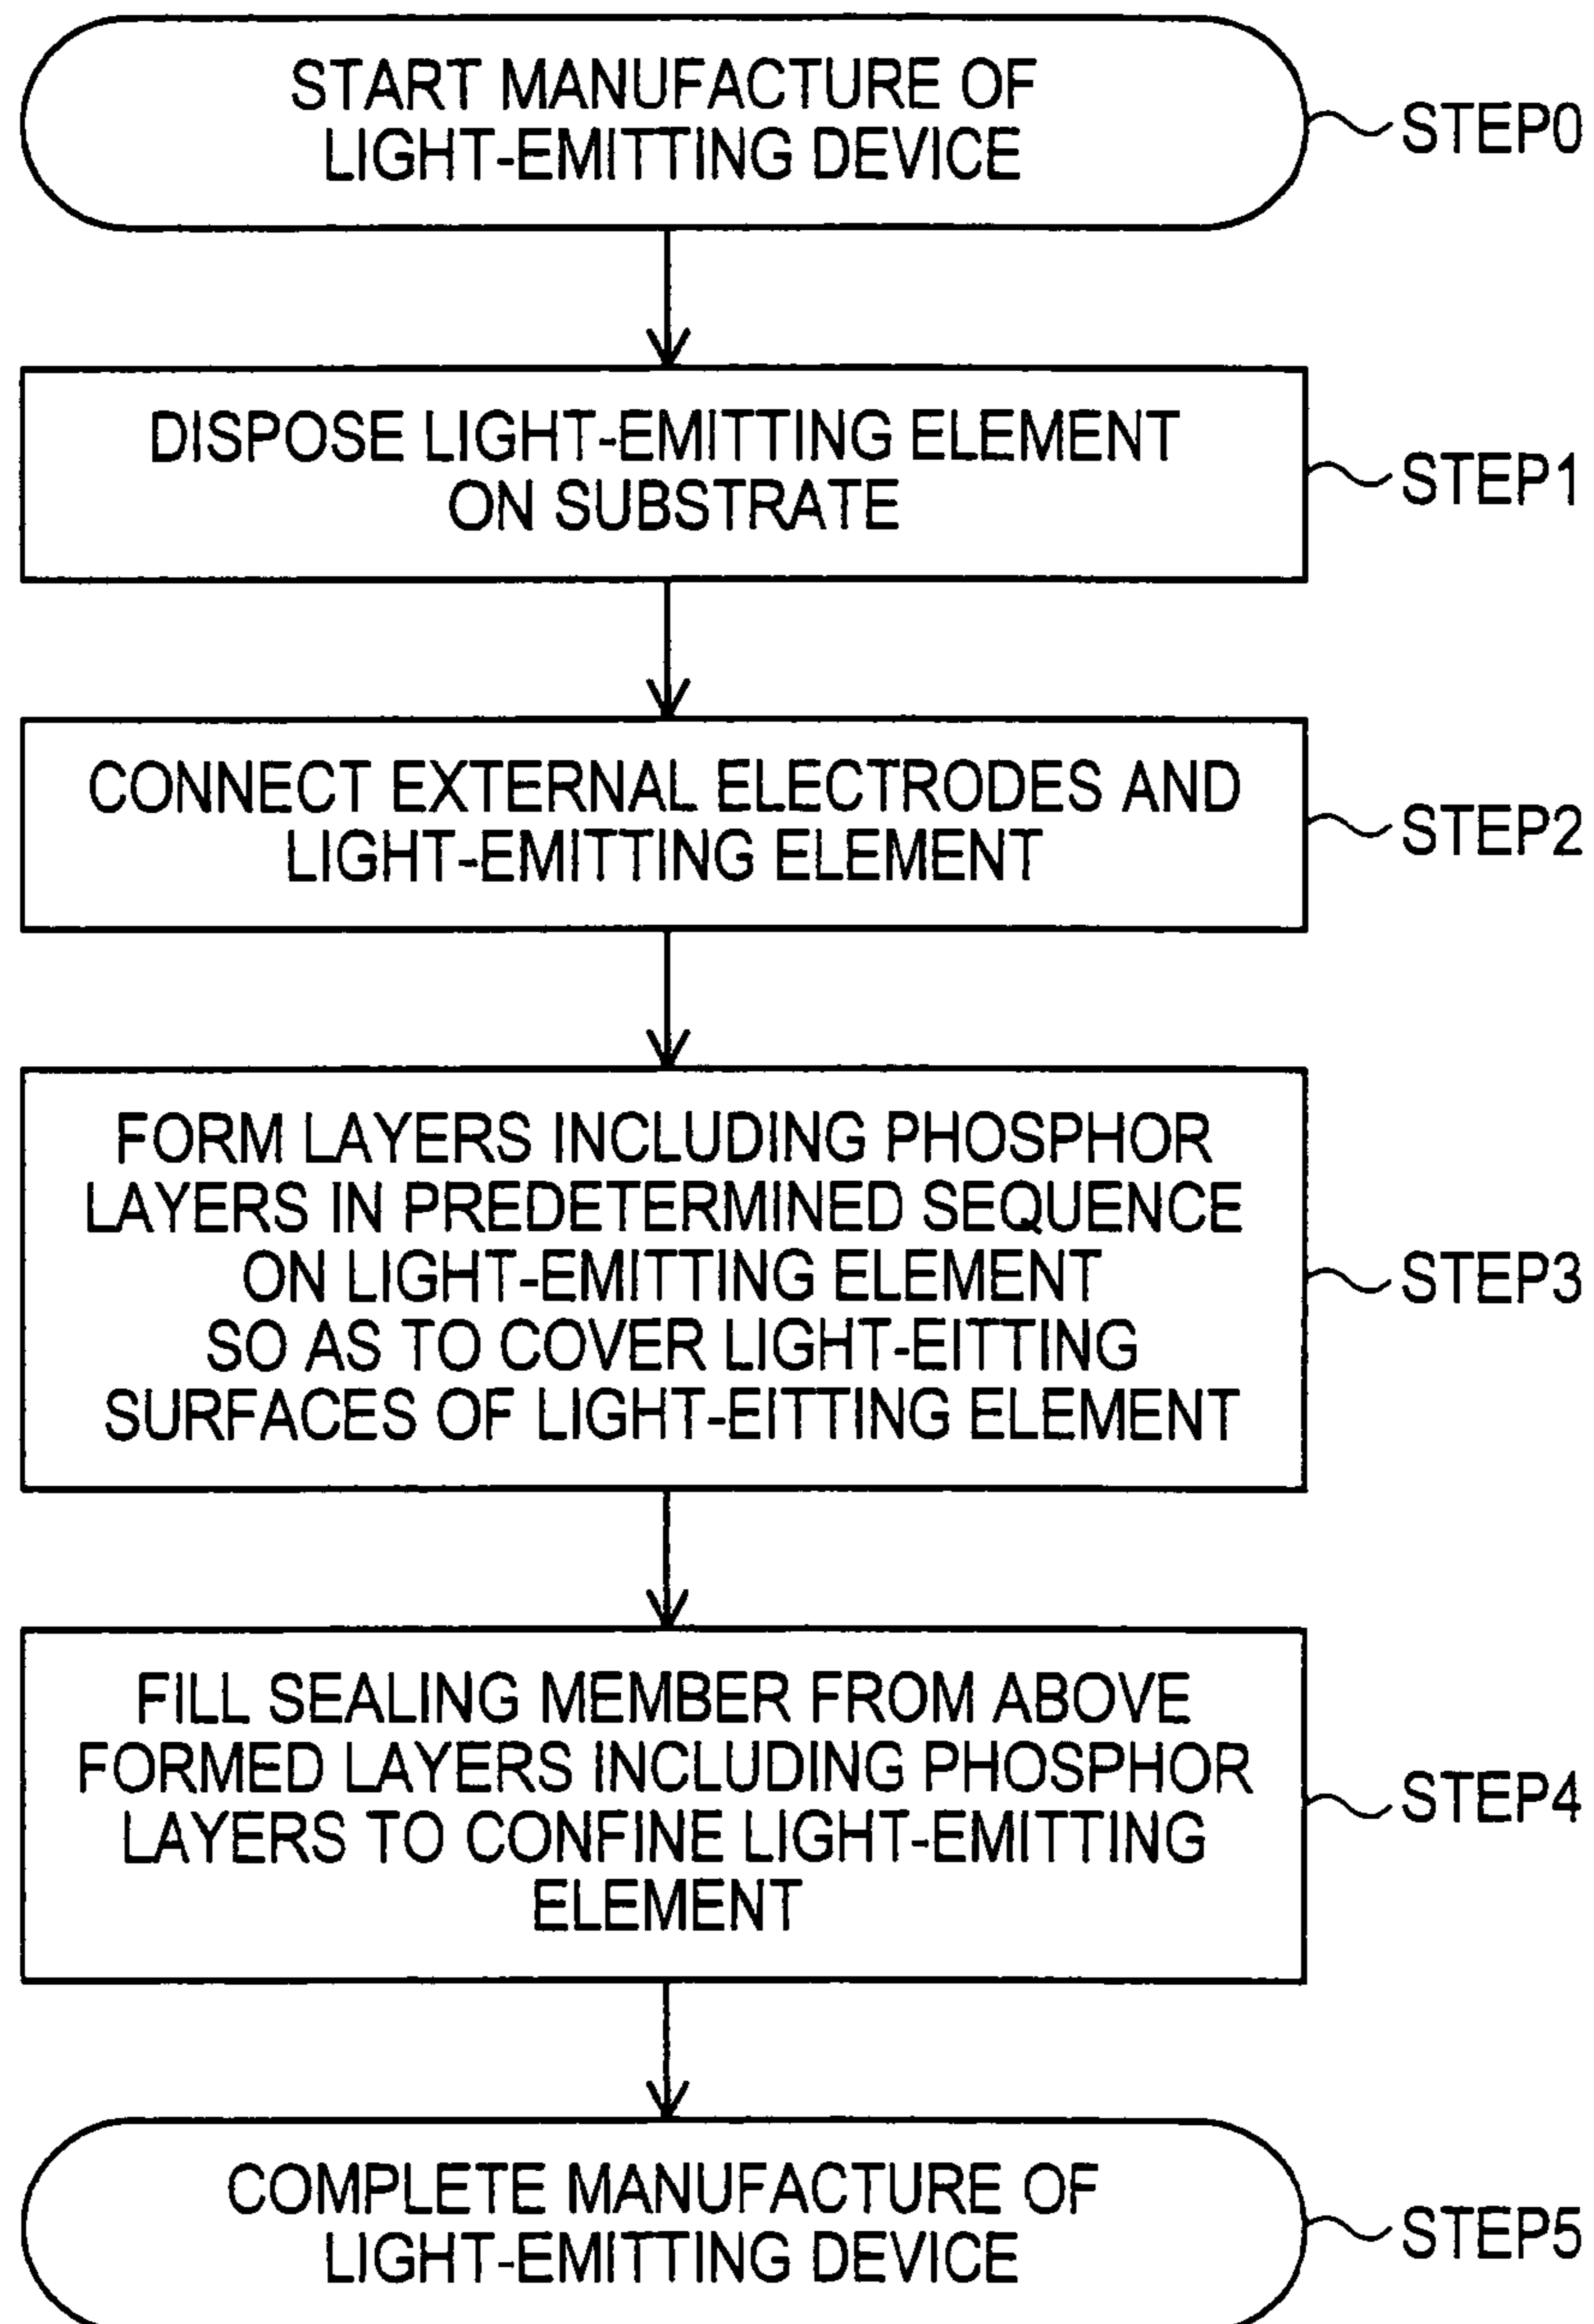 START MANUFACTURE OF
LIGHT-EMITTING DEVICE
STEP0
DISPOSE LIGHT-EMITTING ELEMENT
ON SUBSTRATE
STEP1
CONNECT EXTERNAL ELECTRODES AND
LIGHT-EMITTING ELEMENT
STEP2
FORM LAYERS INCLUDING PHOSPHOR
LAYERS IN PREDETERMINED SEQUENCE
ON LIGHT-EMITTING ELEMENT
SO AS TO COVER LIGHT-EITTING
SURFACES OF LIGHT-EITTING ELEMENT
STEP3
FILL SEALING MEMBER FROM ABOVE
FORMED LAYERS INCLUDING PHOSPHOR
LAYERS TO CONFINE LIGHT-EMITTING
ELEMENT
STEP4
COMPLETE MANUFACTURE OF
LIGHT-EMITTING DEVICE
STEP5